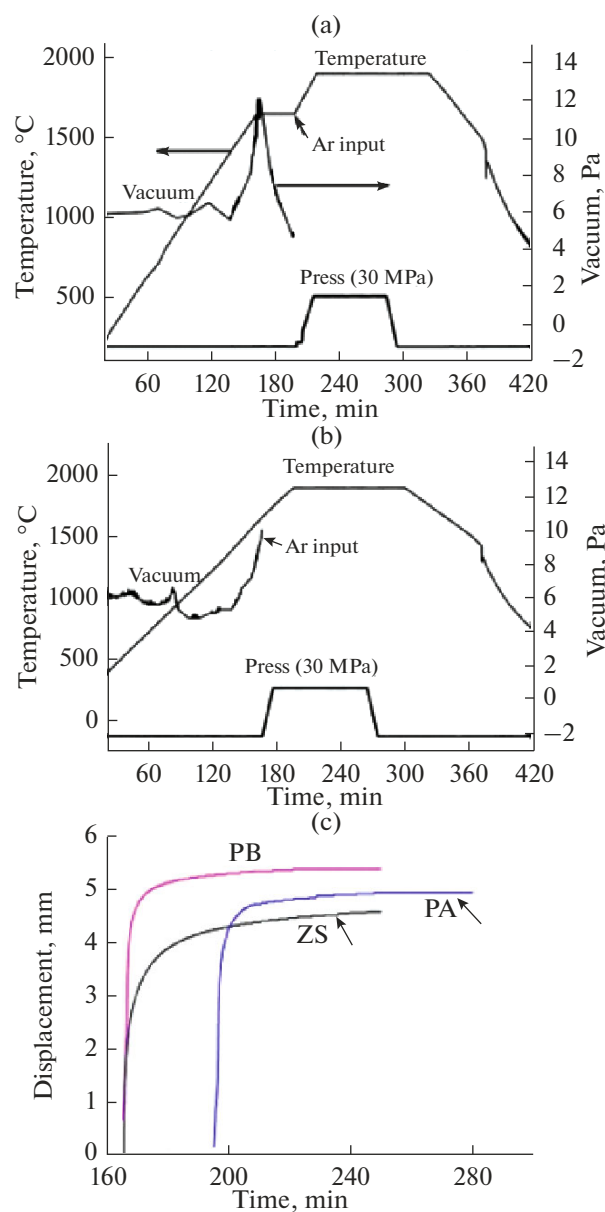 (a)
Temperature
2000
14
12
Ar input
1500
10
Temperature, °C
Vacuum
8
Vacuum, Pa
1000
6
4
Press (30 MPa)
500
2
0
−2
60 120 180 240 300 360 420
Time, min
(b)
Temperature
2000
14
12
Ar input
1500
10
Temperature, °C
Vacuum
8
Vacuum, Pa
1000
6
4
500
Press (30 MPa)
2
0
0
−2
60 120 180 240 300 360 420
Time, min
(c)
6
PB
5
PA
ZS
4
Displacement, mm
3
2
1
0
160 200 240 280
Time, min